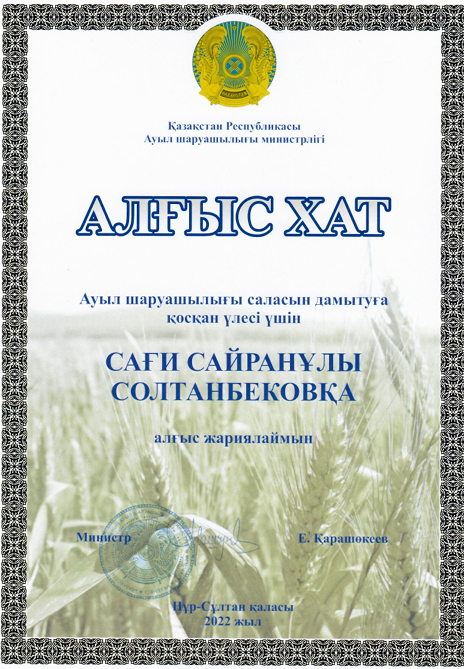 Қазақстан Республикасы
Ауыл шаруашылығы министрлігі
АЛҒЫС ХАТ
Ауыл шаруашылығы саласын дамытуға
қосқан үлесі үшін
САҒИ САЙРАНҰЛЫ
СОЛТАНБЕКОВҚА
алғыс жариялаймын
Министр Е. Қарашөкеев
Нұр-Сұлтан қаласы
2022 жыл